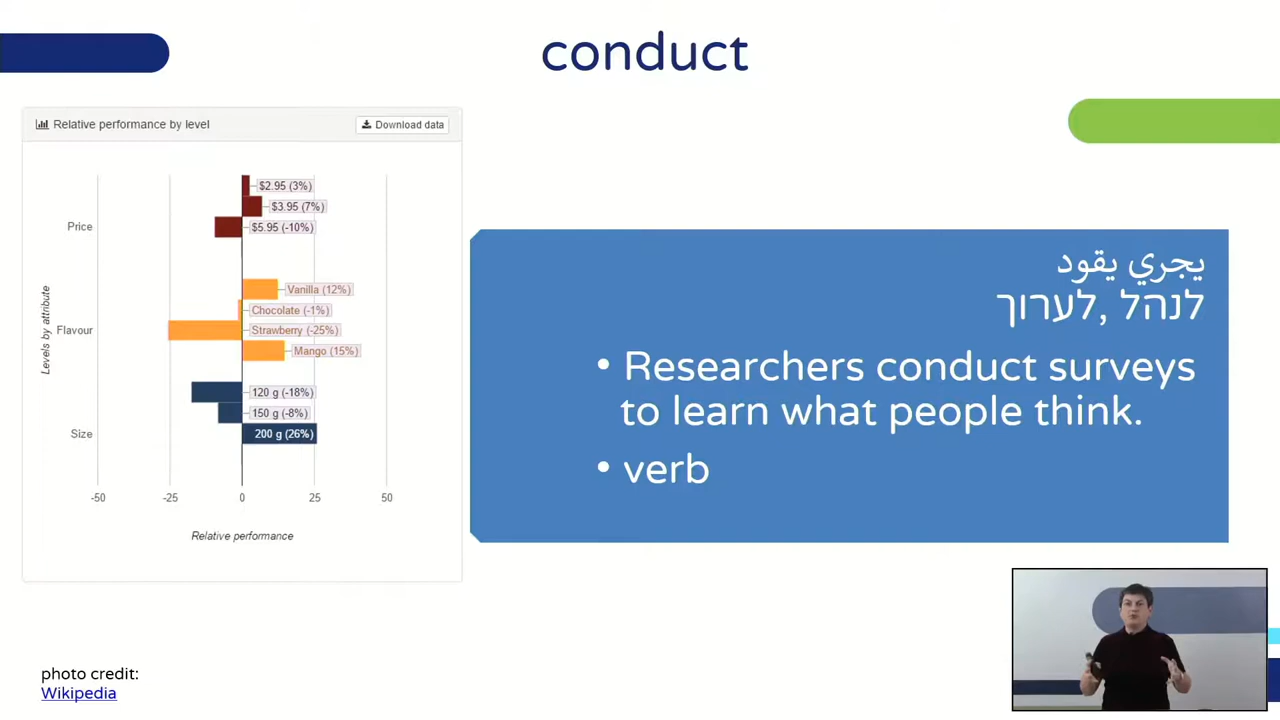 conduct
Relative performance by level
Download data
$2.95 (3%)
$3.95 (7%)
Price
$5.95 (-10%)
Vanilla (12%)
Chocolate (-1%)
Flavour
Strawberry (-25%)
Mango (15%)
120 g (-18%)
150 g (-8%)
Size
200 g (26%)
Levels by attribute
-50 -25 0 25 50
Relative performance
يجري يقود
לנהל, לערוך
• Researchers conduct surveys
to learn what people think.
• verb
photo credit:
Wikipedia